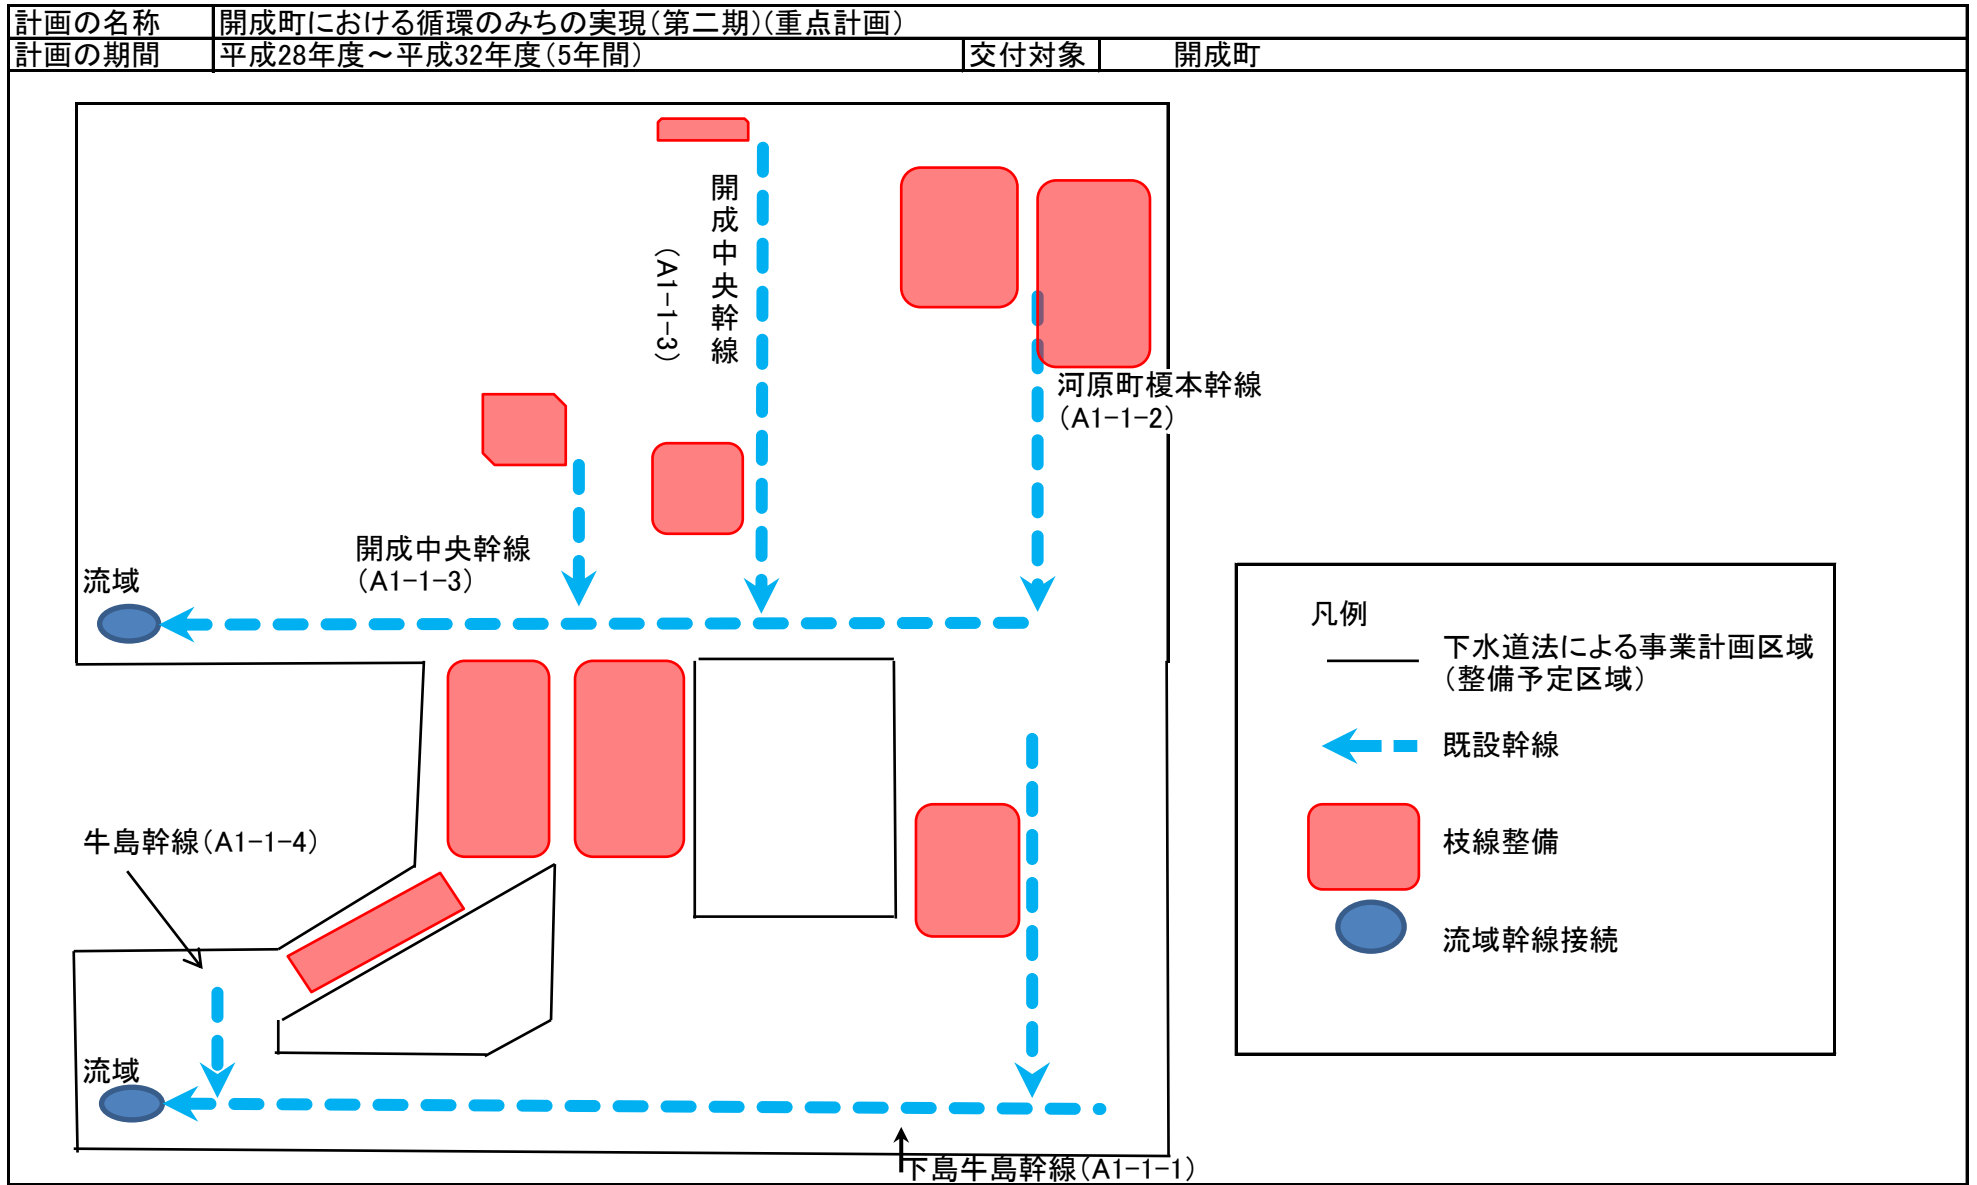 計画の名称 開成町における循環のみちの実現(第二期)(重点計画)
計画の期間 平成28年度～平成32年度(5年間) 交付対象 開成町
開成中央幹線
(A1-1-3)
河原町榎本幹線
(A1-1-2)
開成中央幹線
(A1-1-3)
流域
凡例
下水道法による事業計画区域
(整備予定区域)
既設幹線
枝線整備
流域幹線接続
牛島幹線(A1-1-4)
流域
下島牛島幹線(A1-1-1)